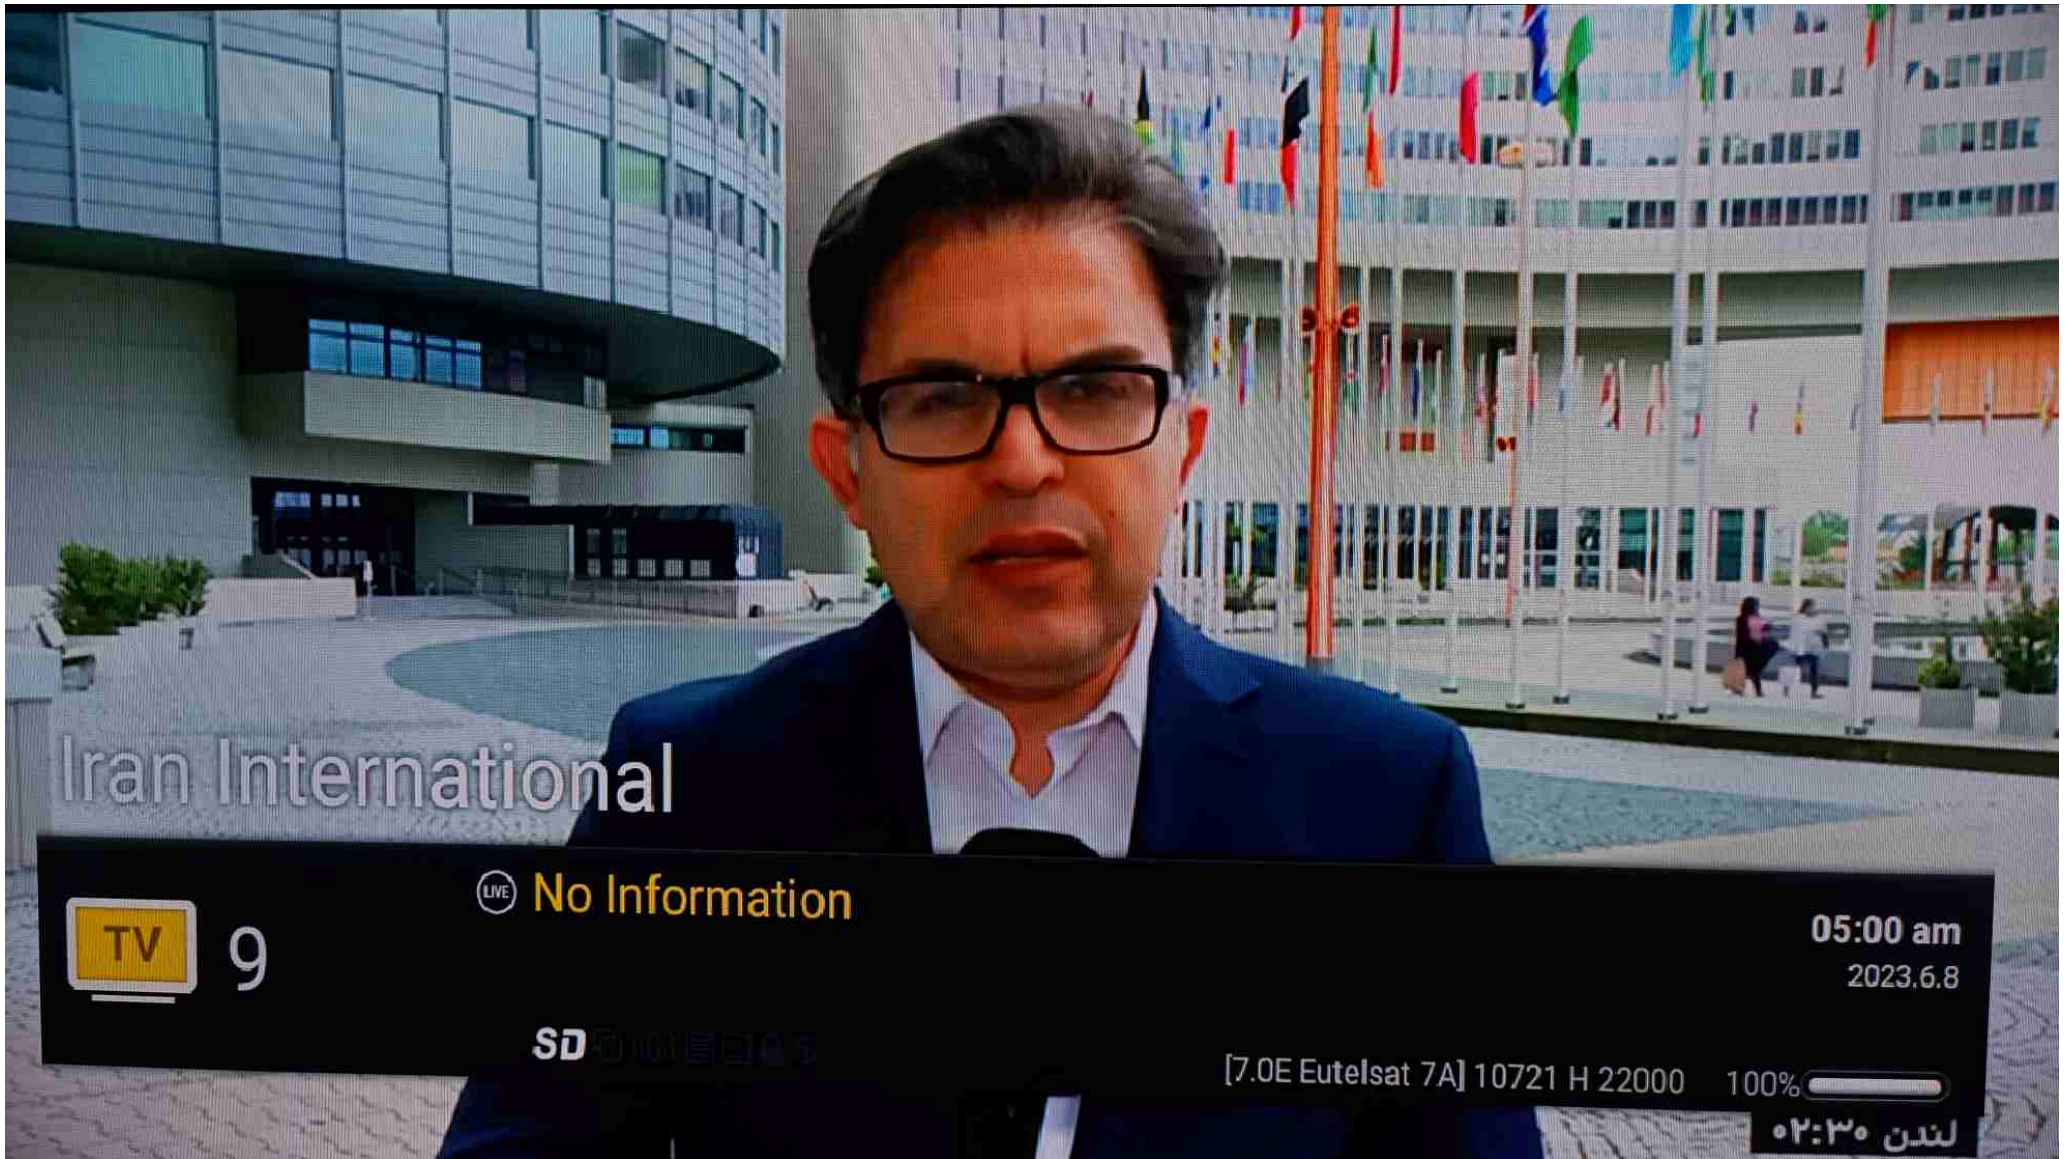 Iran International
LIVE No Information
TV 9
05:00 am
2023.6.8
SD
[7.0E Eutelsat 7A] 10721 H 22000 100%
لندن ۰۲:۳۰